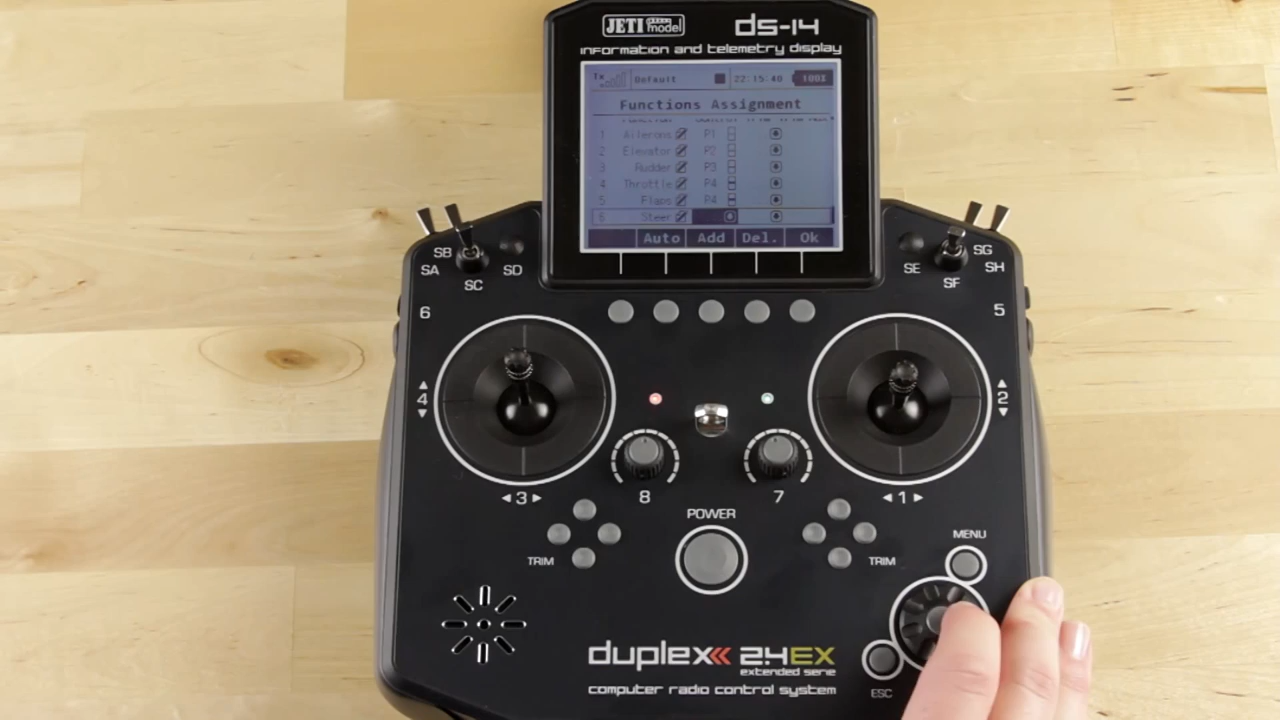 JETI model
ds-14
information and telemetry display
Tx Default 22:15:40 100%
Functions Assignment
1 Ailerons P1
2 Elevator P2
3 Rudder P3
4 Throttle P4
5 Flaps P4
6 Steer
Auto Add Del. Ok
SB SG
SA SD SE SH
SC SF
6 5
4 2
3 8 7 1
POWER
MENU
TRIM TRIM
duplex 2.4EX
extended serie
ESC
computer radio control system